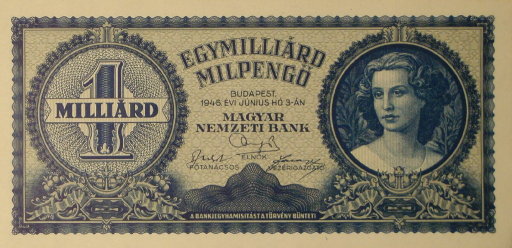 EGYMILLIÁRD
MILPENGŐ
1
MILLIÁRD
BUDAPEST,
1946. ÉVI JÚNIUS HÓ 3-ÁN
MAGYAR
NEMZETI BANK
ELNÖK
FŐTANÁCSOS
VEZÉRIGAZGATÓ
A BANKJEGYHAMISÍTÁST A TÖRVÉNY BÜNTETI